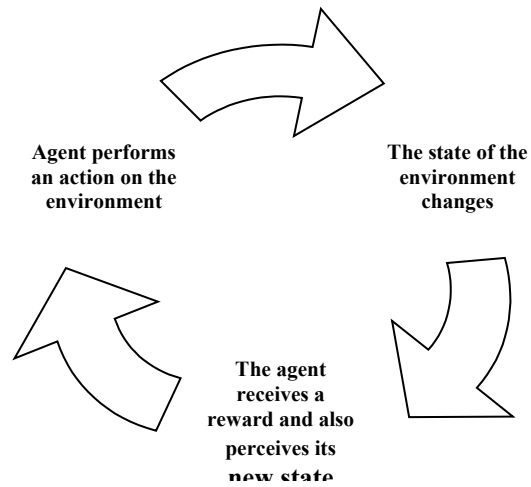 Agent performs
an action on the
environment
The state of the
environment
changes
The agent
receives a
reward and also
perceives its
new state